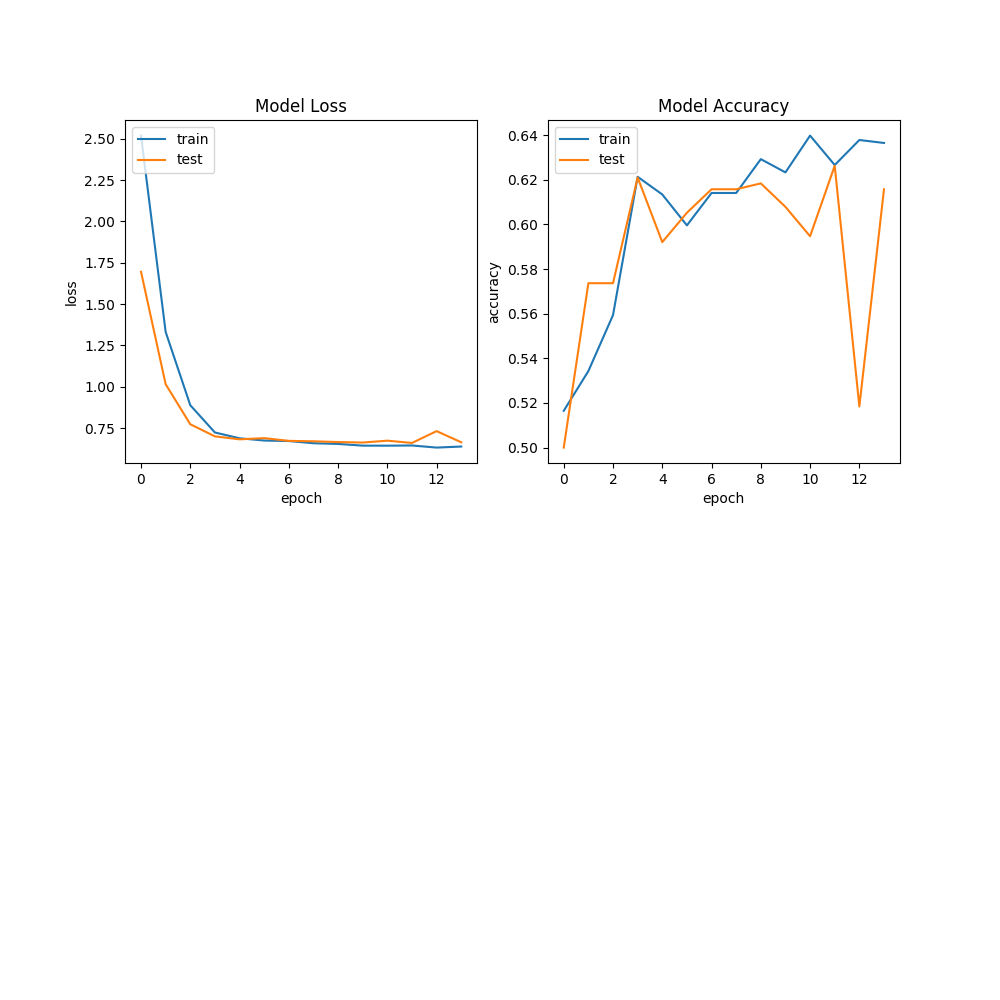 Model Loss
train
test
2.50
2.25
2.00
1.75
1.50
1.25
1.00
0.75
loss
0 2 4 6 8 10 12
epoch
Model Accuracy
train
test
0.64
0.62
0.60
0.58
0.56
0.54
0.52
0.50
accuracy
0 2 4 6 8 10 12
epoch